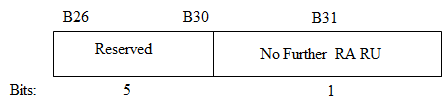 B26 B30 B31
Reserved No Further RA RU
Bits: 5 1